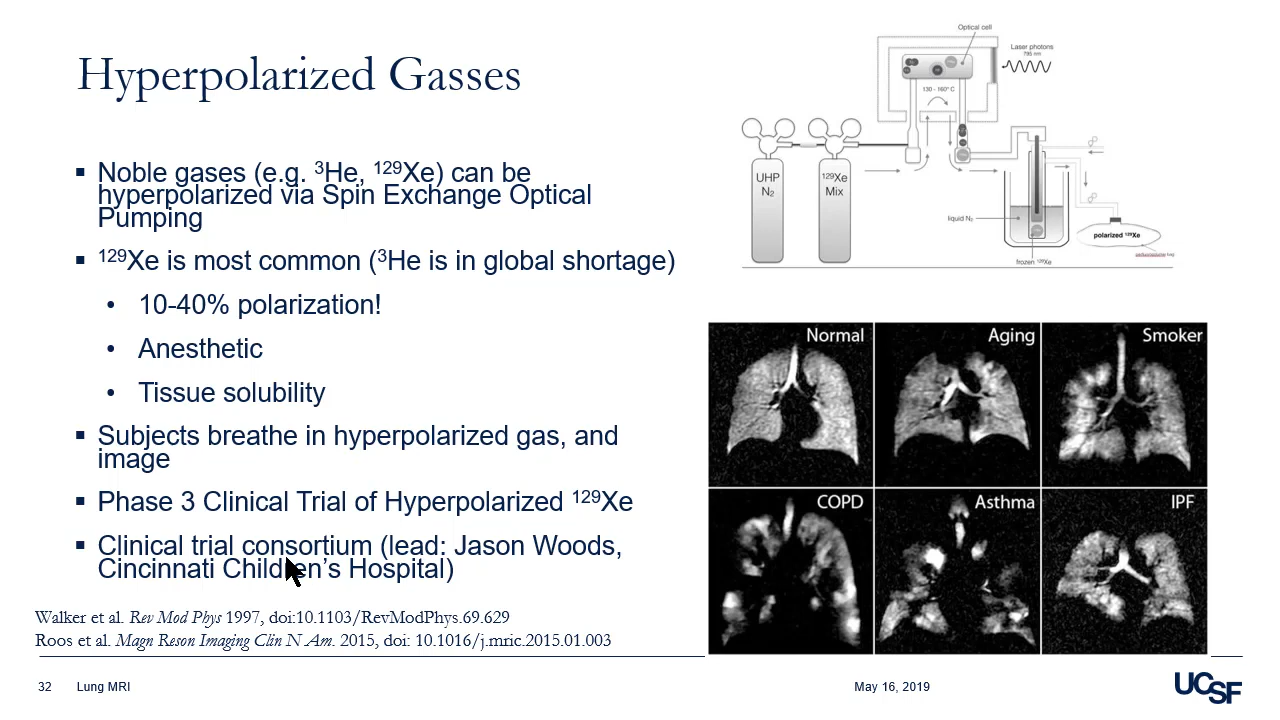 Hyperpolarized Gasses
Noble gases (e.g. ³He, ¹²⁹Xe) can be
hyperpolarized via Spin Exchange Optical
Pumping
¹²⁹Xe is most common (³He is in global shortage)
10-40% polarization!
Anesthetic
Tissue solubility
Subjects breathe in hyperpolarized gas, and
image
Phase 3 Clinical Trial of Hyperpolarized ¹²⁹Xe
Clinical trial consortium (lead: Jason Woods,
Cincinnati Children's Hospital)
Walker et al. Rev Mod Phys 1997, doi:10.1103/RevModPhys.69.629
Roos et al. Magn Reson Imaging Clin N Am. 2015, doi: 10.1016/j.mric.2015.01.003
Optical cell
Laser photons
795 nm
130 - 160° C
UHP
N₂
¹²⁹Xe
Mix
liquid N₂
frozen ¹²⁹Xe
polarized ¹²⁹Xe
Normal
Aging
Smoker
COPD
Asthma
IPF
32
Lung MRI
May 16, 2019
UCSF